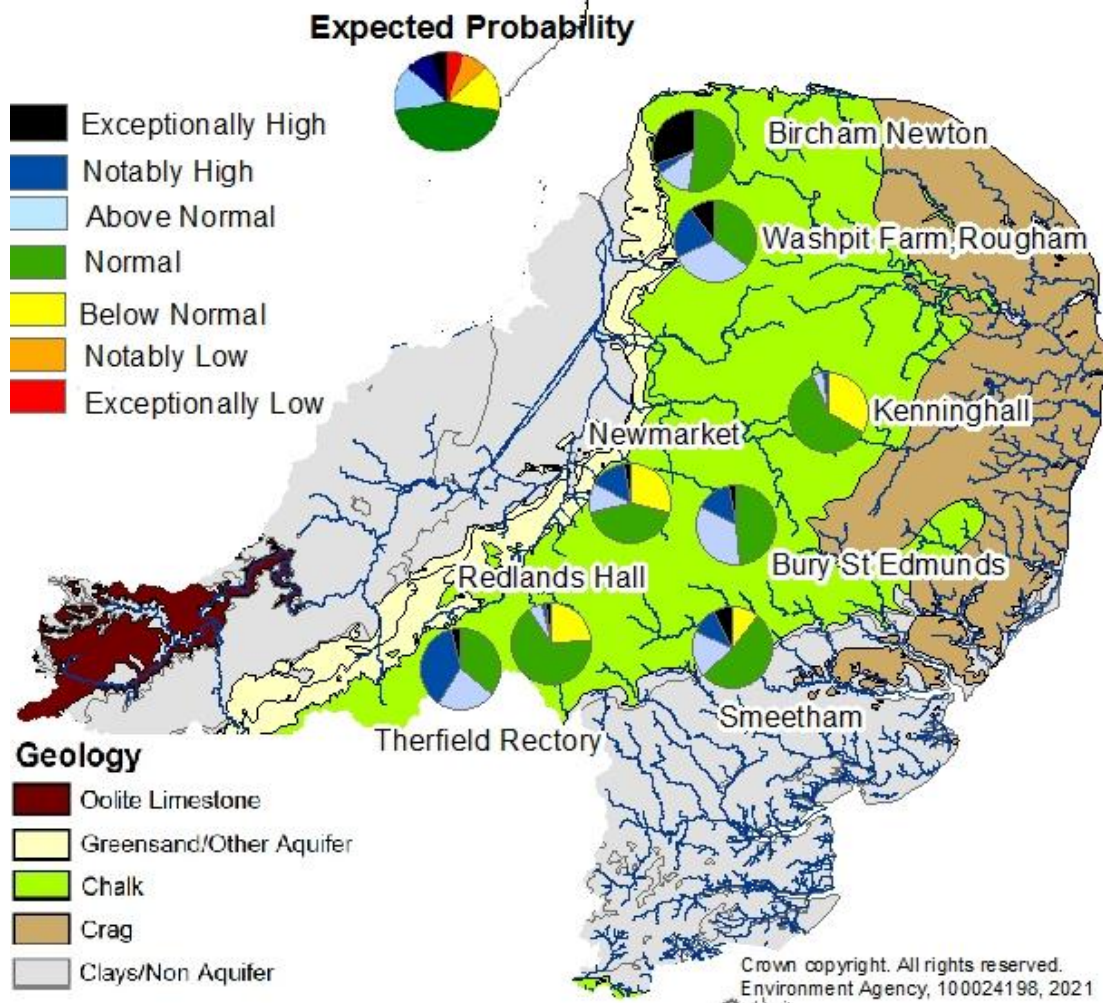 Expected Probability
Exceptionally High
Notably High
Above Normal
Normal
Below Normal
Notably Low
Exceptionally Low
Bircham Newton
Washpit Farm,Rougham
Kenninghall
Newmarket
Bury St Edmunds
Redlands Hall
Smeetham
Therfield Rectory
Geology
Oolite Limestone
Greensand/Other Aquifer
Chalk
Crag
Clays/Non Aquifer
Crown copyright. All rights reserved.
Environment Agency, 100024198, 2021